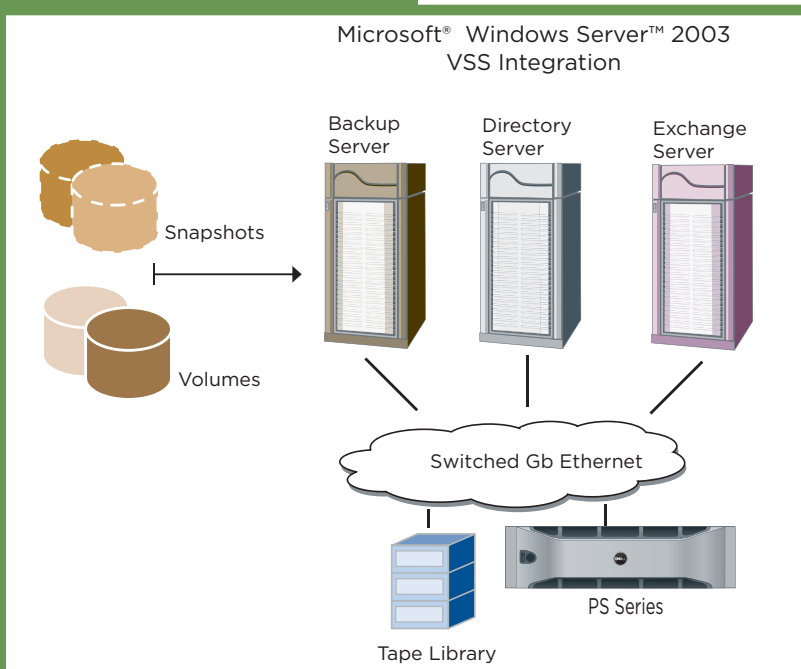 Microsoft® Windows Server™ 2003
VSS Integration
Backup
Server
Directory
Server
Exchange
Server
Snapshots
Volumes
Switched Gb Ethernet
DELL
PS Series
Tape Library